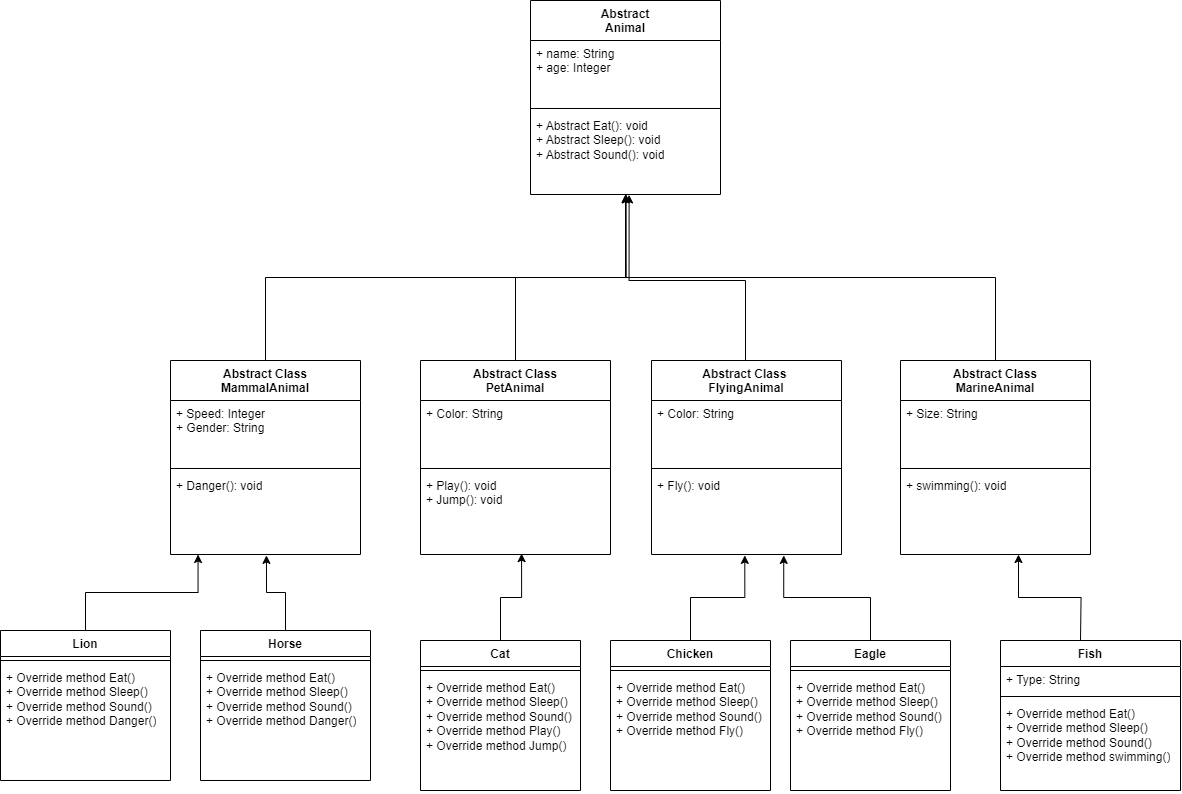 Abstract
Animal
+ name: String
+ age: Integer
+ Abstract Eat(): void
+ Abstract Sleep(): void
+ Abstract Sound(): void
Abstract Class
MammalAnimal
+ Speed: Integer
+ Gender: String
+ Danger(): void
Abstract Class
PetAnimal
+ Color: String
+ Play(): void
+ Jump(): void
Abstract Class
FlyingAnimal
+ Color: String
+ Fly(): void
Abstract Class
MarineAnimal
+ Size: String
+ swimming(): void
Lion
+ Override method Eat()
+ Override method Sleep()
+ Override method Sound()
+ Override method Danger()
Horse
+ Override method Eat()
+ Override method Sleep()
+ Override method Sound()
+ Override method Danger()
Cat
+ Override method Eat()
+ Override method Sleep()
+ Override method Sound()
+ Override method Play()
+ Override method Jump()
Chicken
+ Override method Eat()
+ Override method Sleep()
+ Override method Sound()
+ Override method Fly()
Eagle
+ Override method Eat()
+ Override method Sleep()
+ Override method Sound()
+ Override method Fly()
Fish
+ Type: String
+ Override method Eat()
+ Override method Sleep()
+ Override method Sound()
+ Override method swimming()